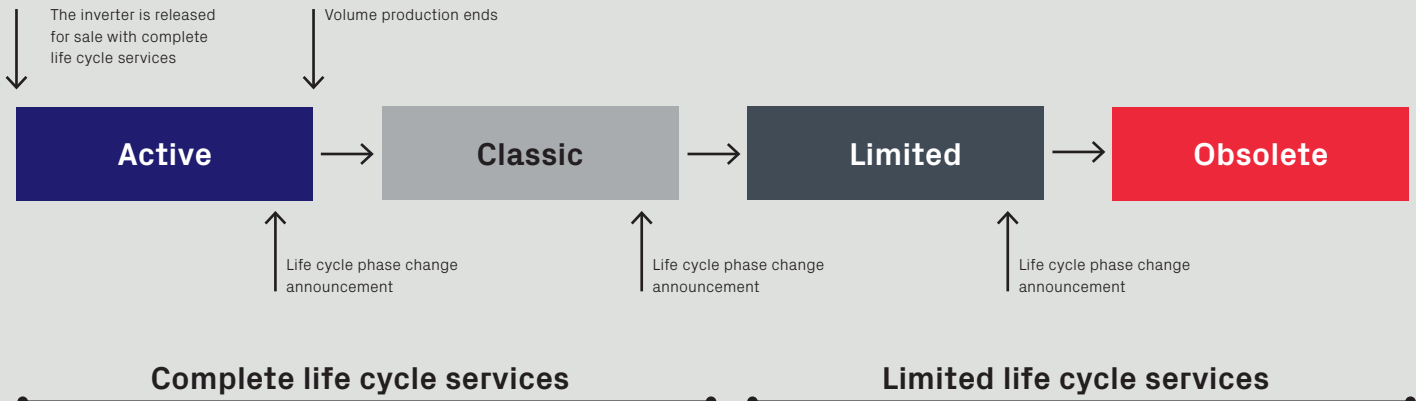 The inverter is released
for sale with complete
life cycle services
Volume production ends
Active
Classic
Limited
Obsolete
Life cycle phase change
announcement
Life cycle phase change
announcement
Life cycle phase change
announcement
Complete life cycle services
Limited life cycle services